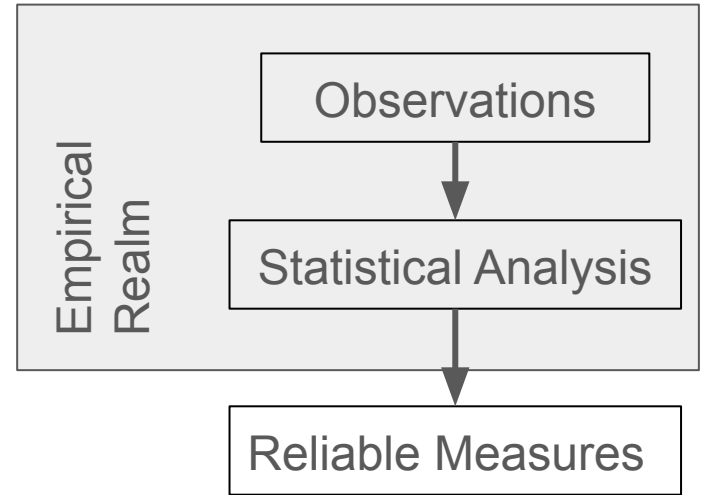 Observations
Empirical
Realm
Statistical Analysis
Reliable Measures